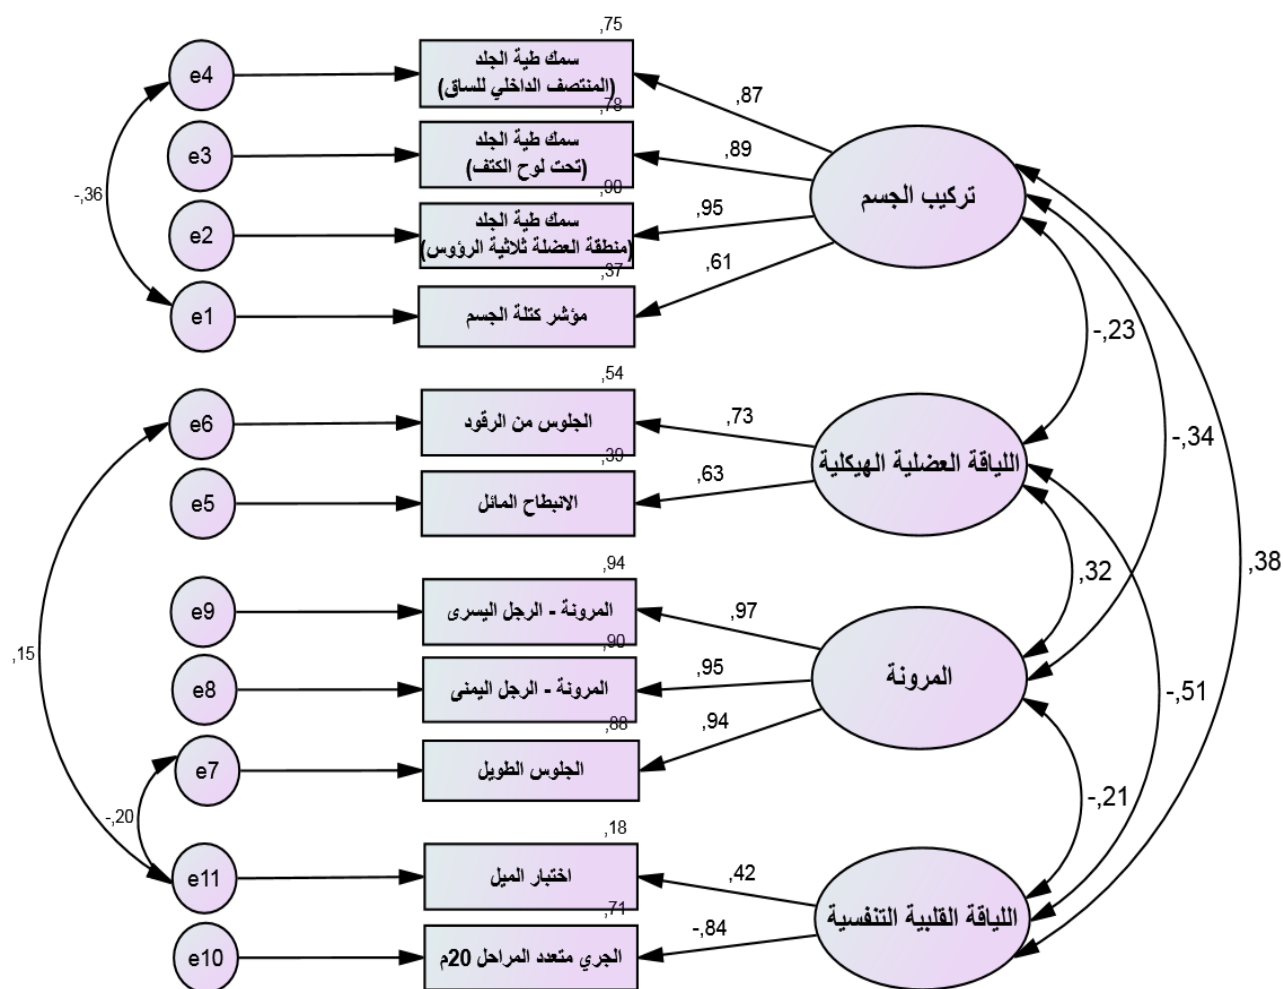 ,75
e4
سمك طية الجلد
(المنتصف الداخلي للساق)
,87
,78
e3
سمك طية الجلد
(تحت لوح الكتف)
,89
-,36
,90
e2
سمك طية الجلد
(منطقة العضلة ثلاثية الرؤوس)
,95
تركيب الجسم
,37
e1
مؤشر كتلة الجسم
,61
-,23
,54
e6
الجلوس من الرقود
,73
-,34
,39
e5
الانبطاح المائل
,63
اللياقة العضلية الهيكلية
,38
,32
,94
e9
المرونة - الرجل اليسرى
,97
,15
,90
e8
المرونة - الرجل اليمنى
,95
المرونة
-,51
,88
e7
الجلوس الطويل
,94
-,21
-,20
,18
e11
اختبار الميل
,42
,71
e10
الجري متعدد المراحل 20م
-,84
اللياقة القلبية التنفسية